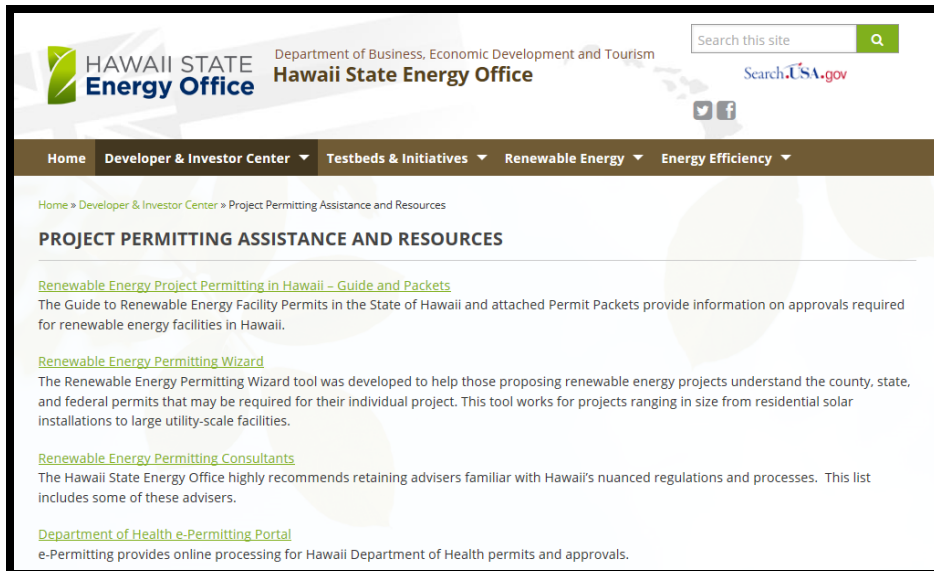 HAWAII STATE
Energy Office
Department of Business, Economic Development and Tourism
Hawaii State Energy Office
Search this site
Search.USA.gov
Home Developer & Investor Center Testbeds & Initiatives Renewable Energy Energy Efficiency
Home » Developer & Investor Center » Project Permitting Assistance and Resources
PROJECT PERMITTING ASSISTANCE AND RESOURCES
Renewable Energy Project Permitting in Hawaii – Guide and Packets
The Guide to Renewable Energy Facility Permits in the State of Hawaii and attached Permit Packets provide information on approvals required
for renewable energy facilities in Hawaii.
Renewable Energy Permitting Wizard
The Renewable Energy Permitting Wizard tool was developed to help those proposing renewable energy projects understand the county, state,
and federal permits that may be required for their individual project. This tool works for projects ranging in size from residential solar
installations to large utility-scale facilities.
Renewable Energy Permitting Consultants
The Hawaii State Energy Office highly recommends retaining advisers familiar with Hawaii’s nuanced regulations and processes.  This list
includes some of these advisers.
Department of Health e-Permitting Portal
e-Permitting provides online processing for Hawaii Department of Health permits and approvals.